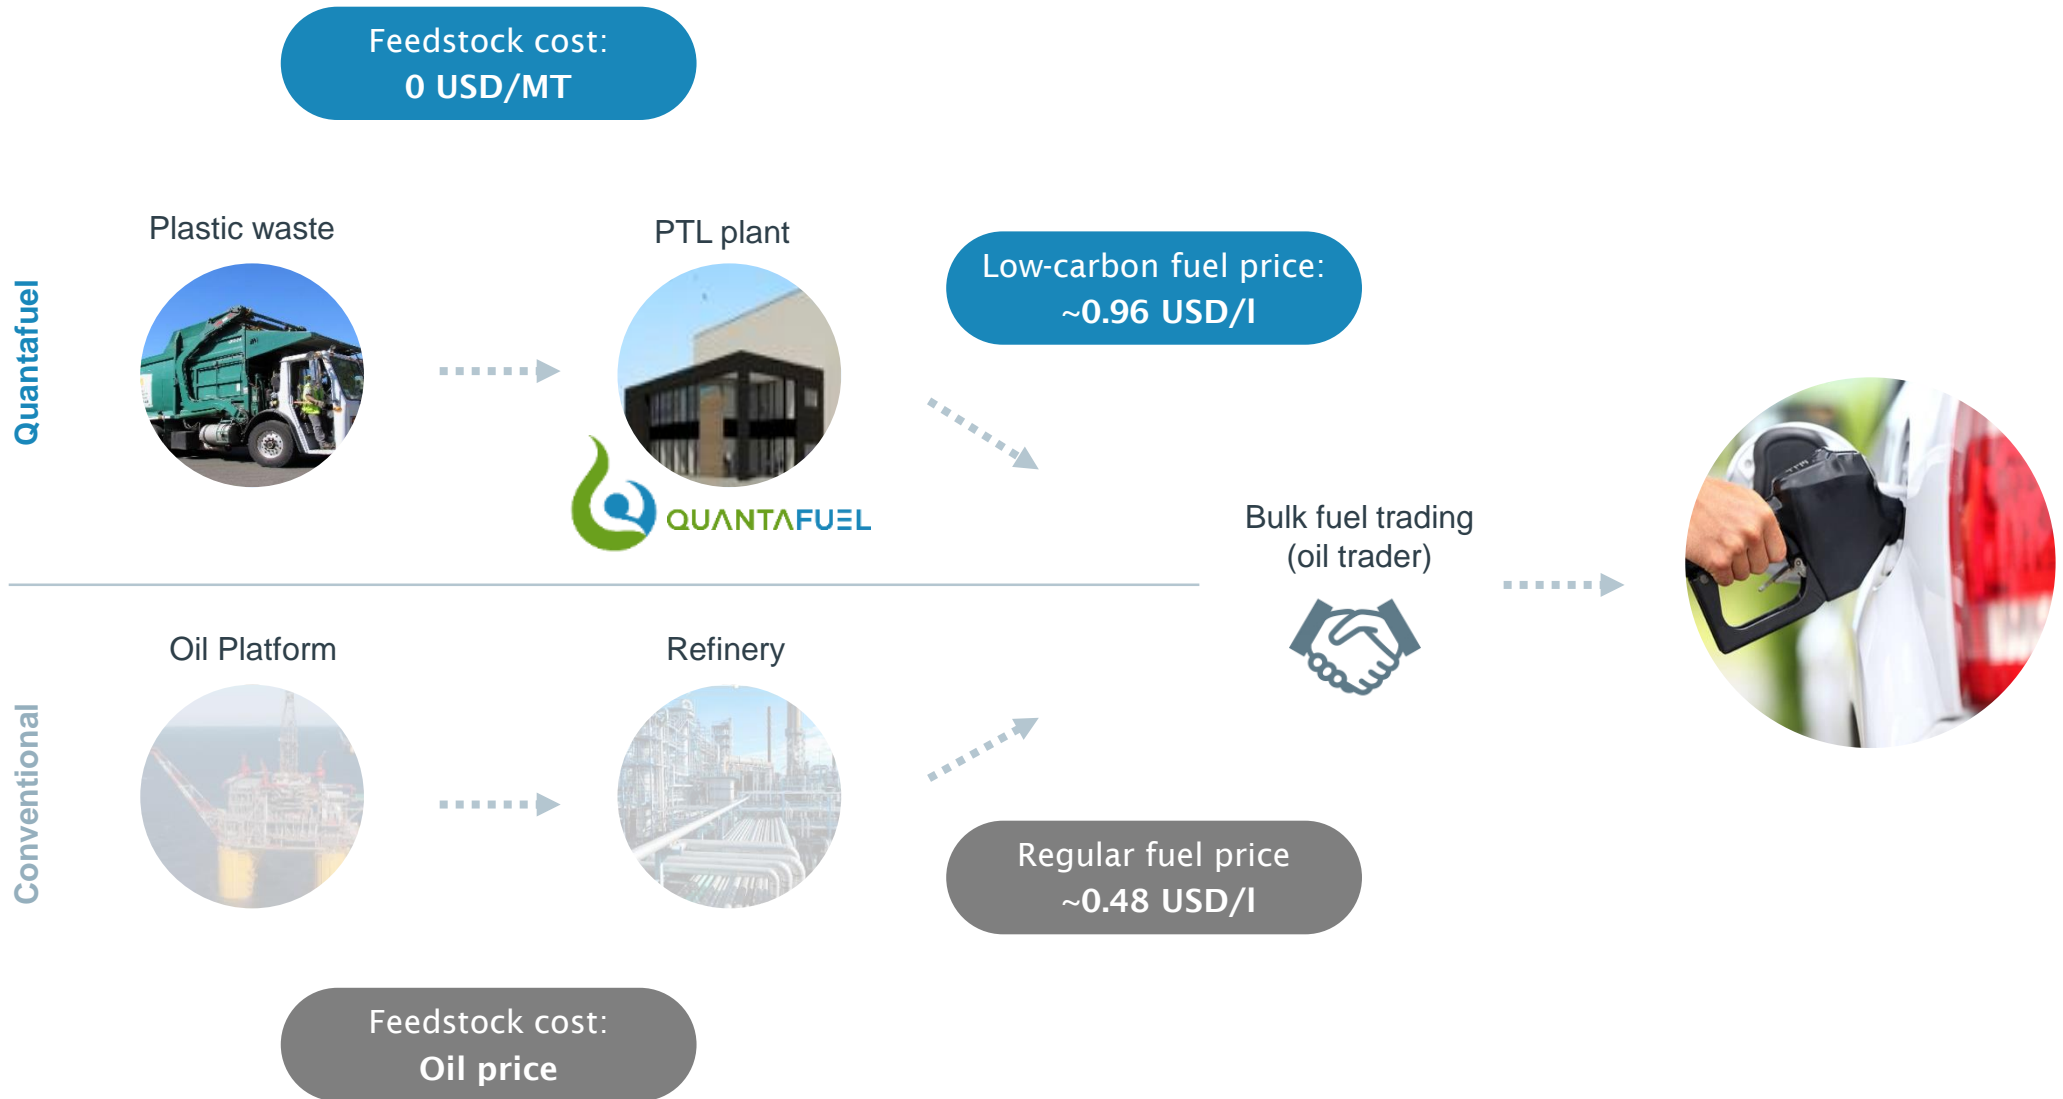 Feedstock cost:
0 USD/MT
Plastic waste
PTL plant
Low-carbon fuel price:
~0.96 USD/l
Quantafuel
QUANTAFUEL
Bulk fuel trading
(oil trader)
Oil Platform
Refinery
Conventional
Regular fuel price
~0.48 USD/l
Feedstock cost:
Oil price